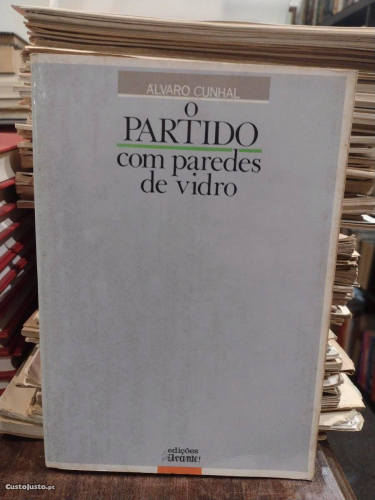 ALVARO CUNHAL
O
PARTIDO
com paredes
de vidro
edições
Avante!
CustoJusto.pt